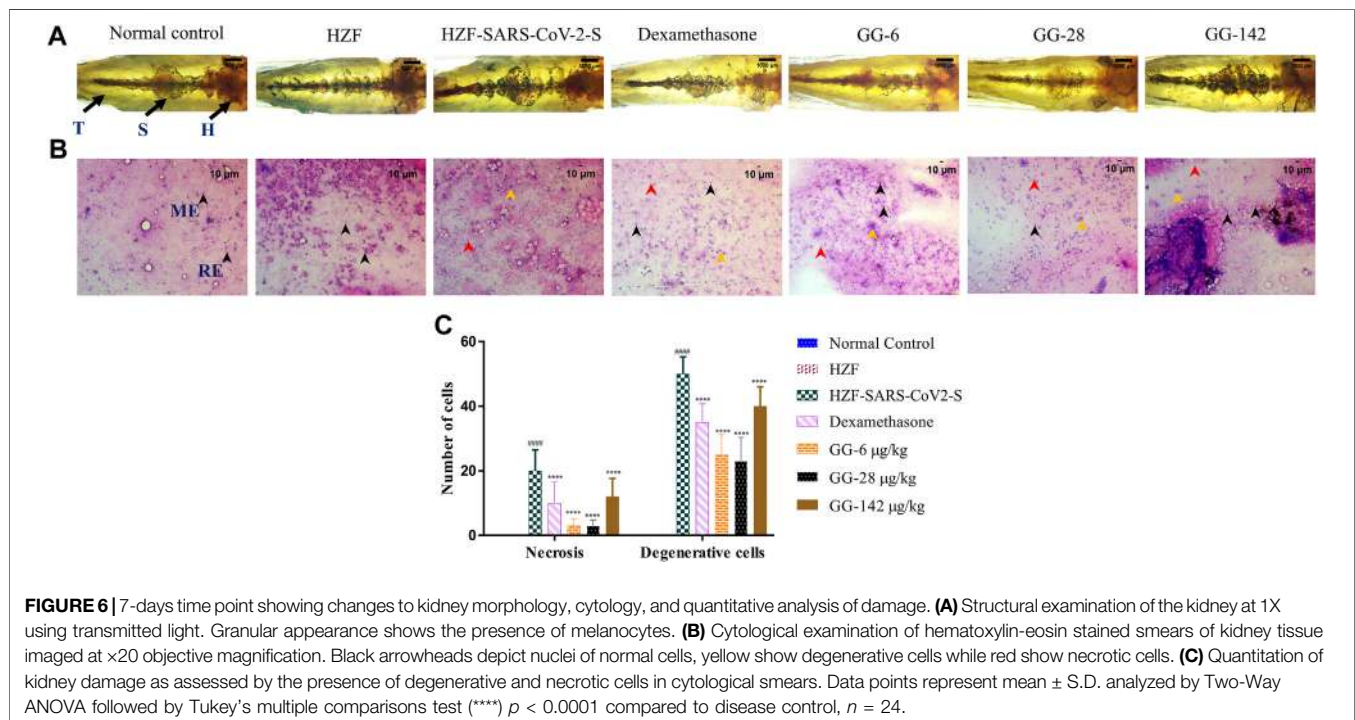 A
Normal control HZF HZF-SARS-CoV-2-S Dexamethasone GG-6 GG-28 GG-142
T S H
B
10 µm 10 µm 10 µm 10 µm 10 µm 10 µm 10 µm
ME
RE
C
Number of cells
60
40
20
0
#### **** **** **** ****
#### **** **** **** ****
Necrosis Degenerative cells
Normal Control
HZF
HZF-SARS-CoV2-S
Dexamethasone
GG-6 µg/kg
GG-28 µg/kg
GG-142 µg/kg
FIGURE 6 | 7-days time point showing changes to kidney morphology, cytology, and quantitative analysis of damage. (A) Structural examination of the kidney at 1X
using transmitted light. Granular appearance shows the presence of melanocytes. (B) Cytological examination of hematoxylin-eosin stained smears of kidney tissue
imaged at ×20 objective magnification. Black arrowheads depict nuclei of normal cells, yellow show degenerative cells while red show necrotic cells. (C) Quantitation of
kidney damage as assessed by the presence of degenerative and necrotic cells in cytological smears. Data points represent mean ± S.D. analyzed by Two-Way
ANOVA followed by Tukey's multiple comparisons test (****) p < 0.0001 compared to disease control, n = 24.